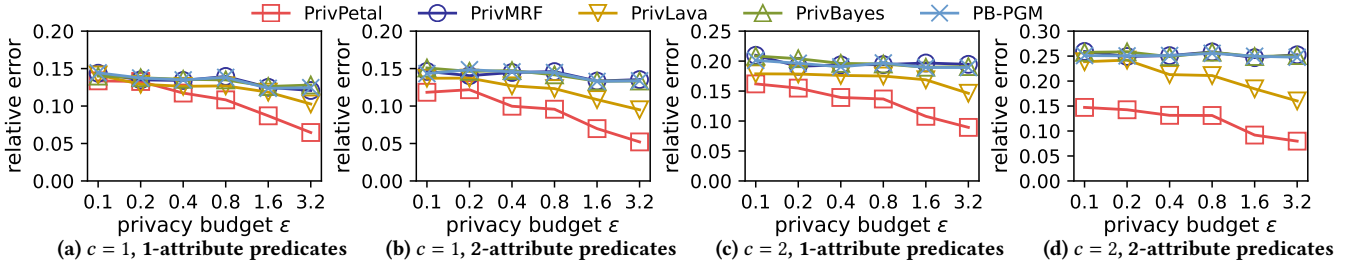 PrivPetal PrivMRF PrivLava PrivBayes PB-PGM
relative error
0.20
0.15
0.10
0.05
0.00
0.1 0.2 0.4 0.8 1.6 3.2
privacy budget ε
(a) c = 1, 1-attribute predicates
relative error
0.20
0.15
0.10
0.05
0.00
0.1 0.2 0.4 0.8 1.6 3.2
privacy budget ε
(b) c = 1, 2-attribute predicates
relative error
0.25
0.20
0.15
0.10
0.05
0.00
0.1 0.2 0.4 0.8 1.6 3.2
privacy budget ε
(c) c = 2, 1-attribute predicates
relative error
0.30
0.25
0.20
0.15
0.10
0.05
0.00
0.1 0.2 0.4 0.8 1.6 3.2
privacy budget ε
(d) c = 2, 2-attribute predicates